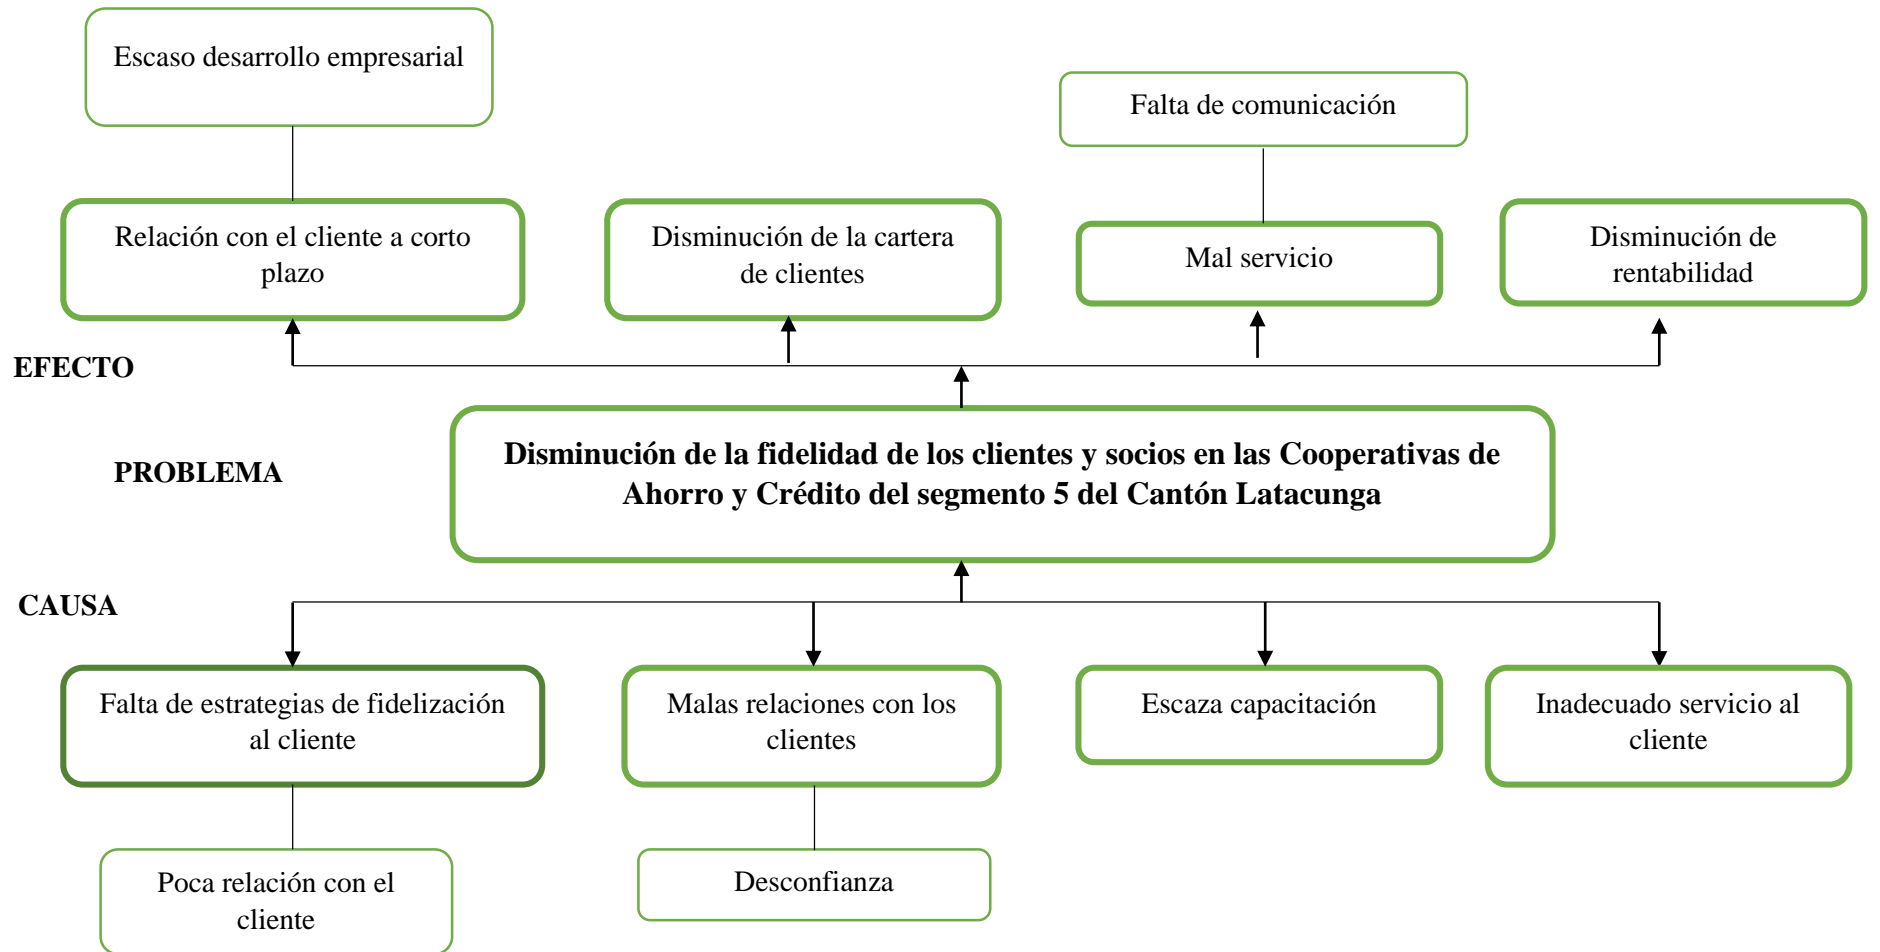 Escaso desarrollo empresarial
Falta de comunicación
Relación con el cliente a corto
plazo
Disminución de la cartera
de clientes
Mal servicio
Disminución de
rentabilidad
EFECTO
PROBLEMA
Disminución de la fidelidad de los clientes y socios en las Cooperativas de
Ahorro y Crédito del segmento 5 del Cantón Latacunga
CAUSA
Falta de estrategias de fidelización
al cliente
Malas relaciones con los
clientes
Escaza capacitación
Inadecuado servicio al
cliente
Poca relación con el
cliente
Desconfianza